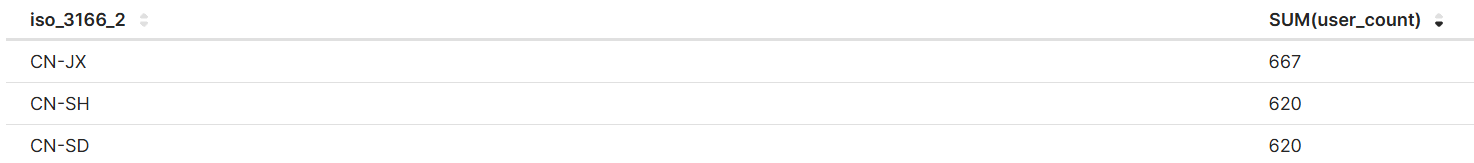 iso_3166_2 SUM(user_count)
CN-JX 667
CN-SH 620
CN-SD 620